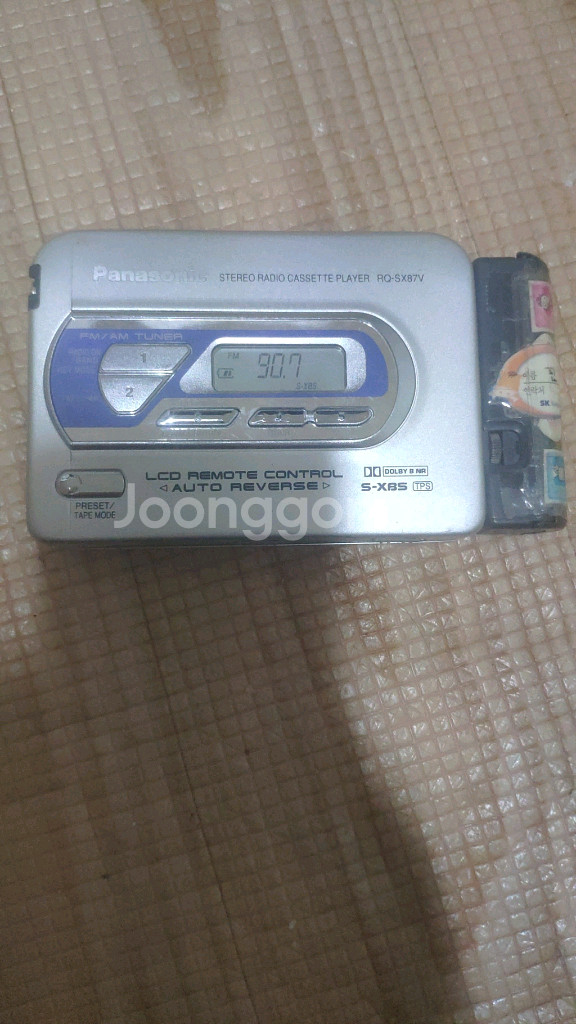 Panasonic STEREO RADIO CASSETTE PLAYER RQ-SX87V
FM/AM TUNER
1
2
FM
90.7
S-XBS
LCD REMOTE CONTROL
◁ AUTO REVERSE ▷
DOLBY B NR
S-XBS TPS
PRESET/
TAPE MODE
Joonggo
SK